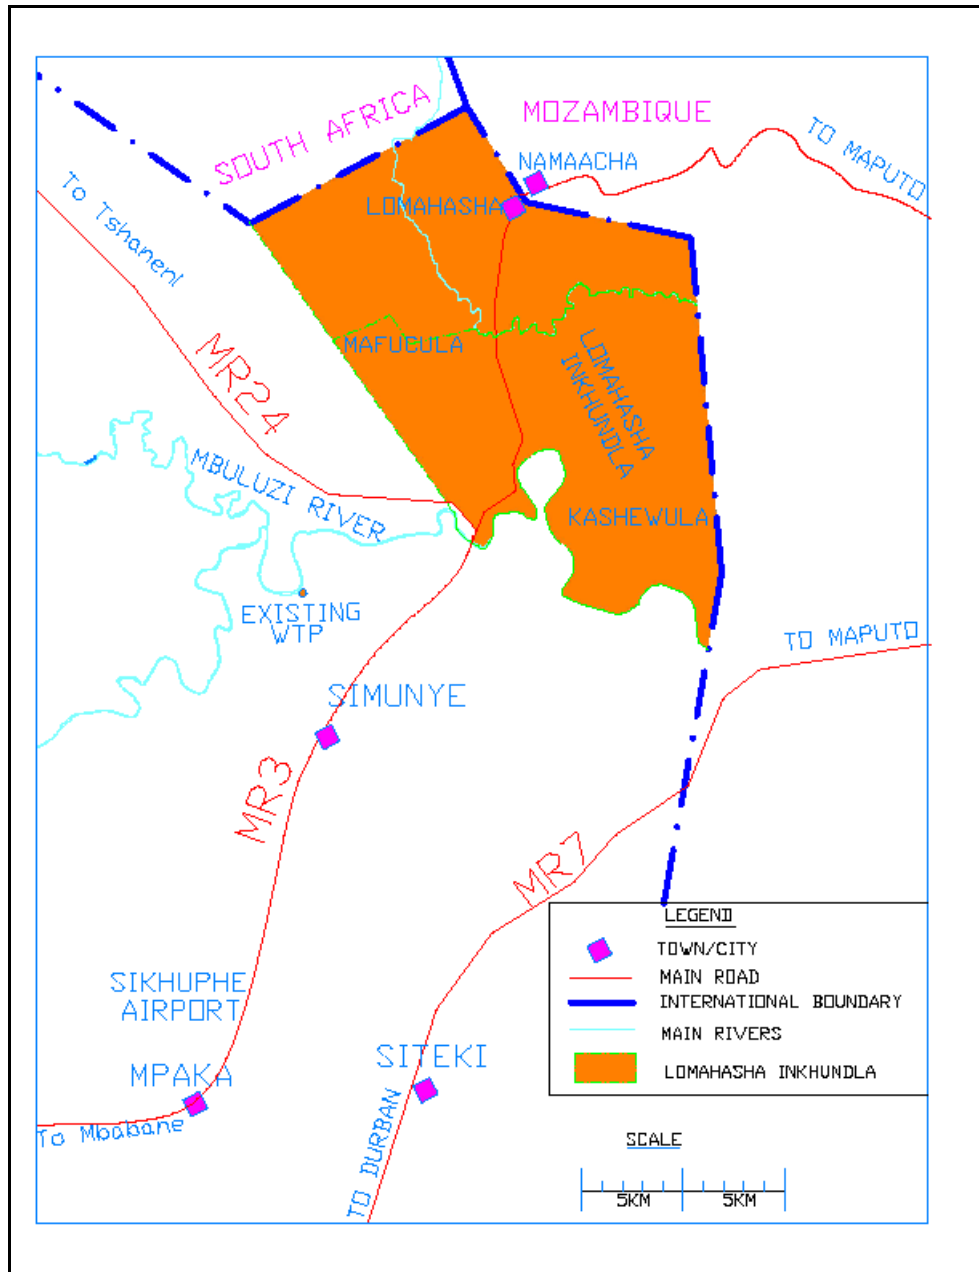 SOUTH AFRICA
MOZAMBIQUE
NAMAACHA
TO MAPUTO
LOMAHASHA
To Tshaneni
MAFUCULA
LOMAHASHA
INKHUNDLA
MR24
MBULUZI RIVER
KASHEWULA
EXISTING
WTP
TO MAPUTO
SIMUNYE
MR3
MR7
SIKHUPHE
AIRPORT
MPAKA
To Mbabane
SITEKI
TO DURBAN
LEGEND
TOWN/CITY
MAIN ROAD
INTERNATIONAL BOUNDARY
MAIN RIVERS
LOMAHASHA INKHUNDLA
SCALE
5KM 5KM